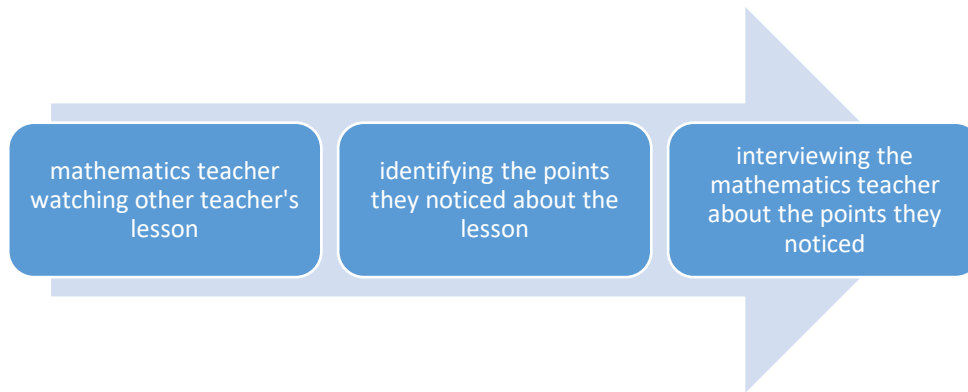 mathematics teacher
watching other teacher's
lesson
identifying the points
they noticed about the
lesson
interviewing the
mathematics teacher
about the points they
noticed